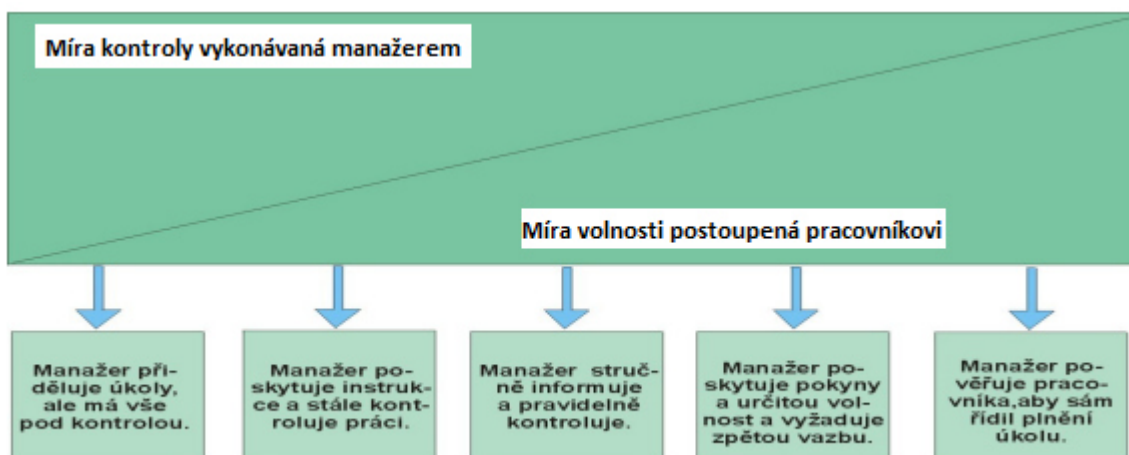 Míra kontroly vykonávaná manažerem
Míra volnosti postoupená pracovníkovi
Manažer při-
děluje úkoly,
ale má vše
pod kontrolou.
Manažer po-
skytuje instruk-
ce a stále kont-
roluje práci.
Manažer struč-
ně informuje
a pravidelně
kontroluje.
Manažer po-
skytuje pokyny
a určitou vol-
nost a vyžaduje
zpětou vazbu.
Manažer po-
věřuje praco-
vníka,aby sám
řídil plnění
úkolu.